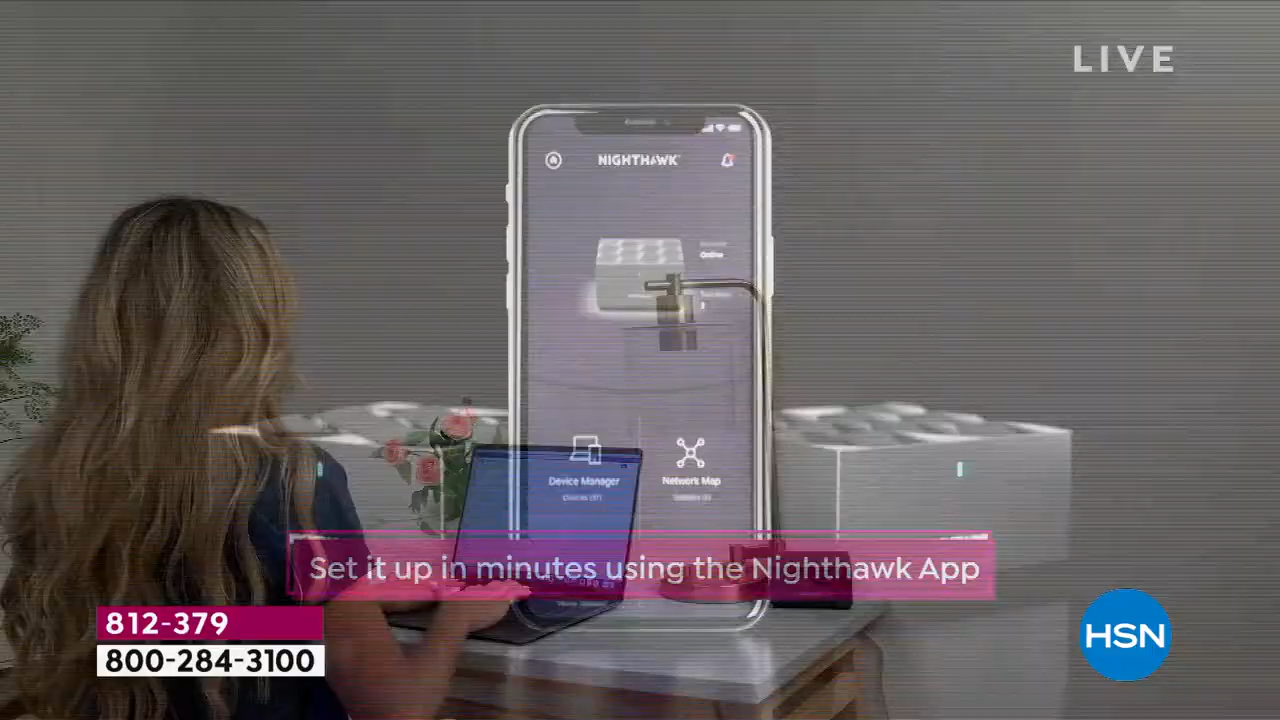 LIVE
NIGHTHAWK
Online
Device Manager
Network Map
Set it up in minutes using the Nighthawk App
812-379
800-284-3100
HSN